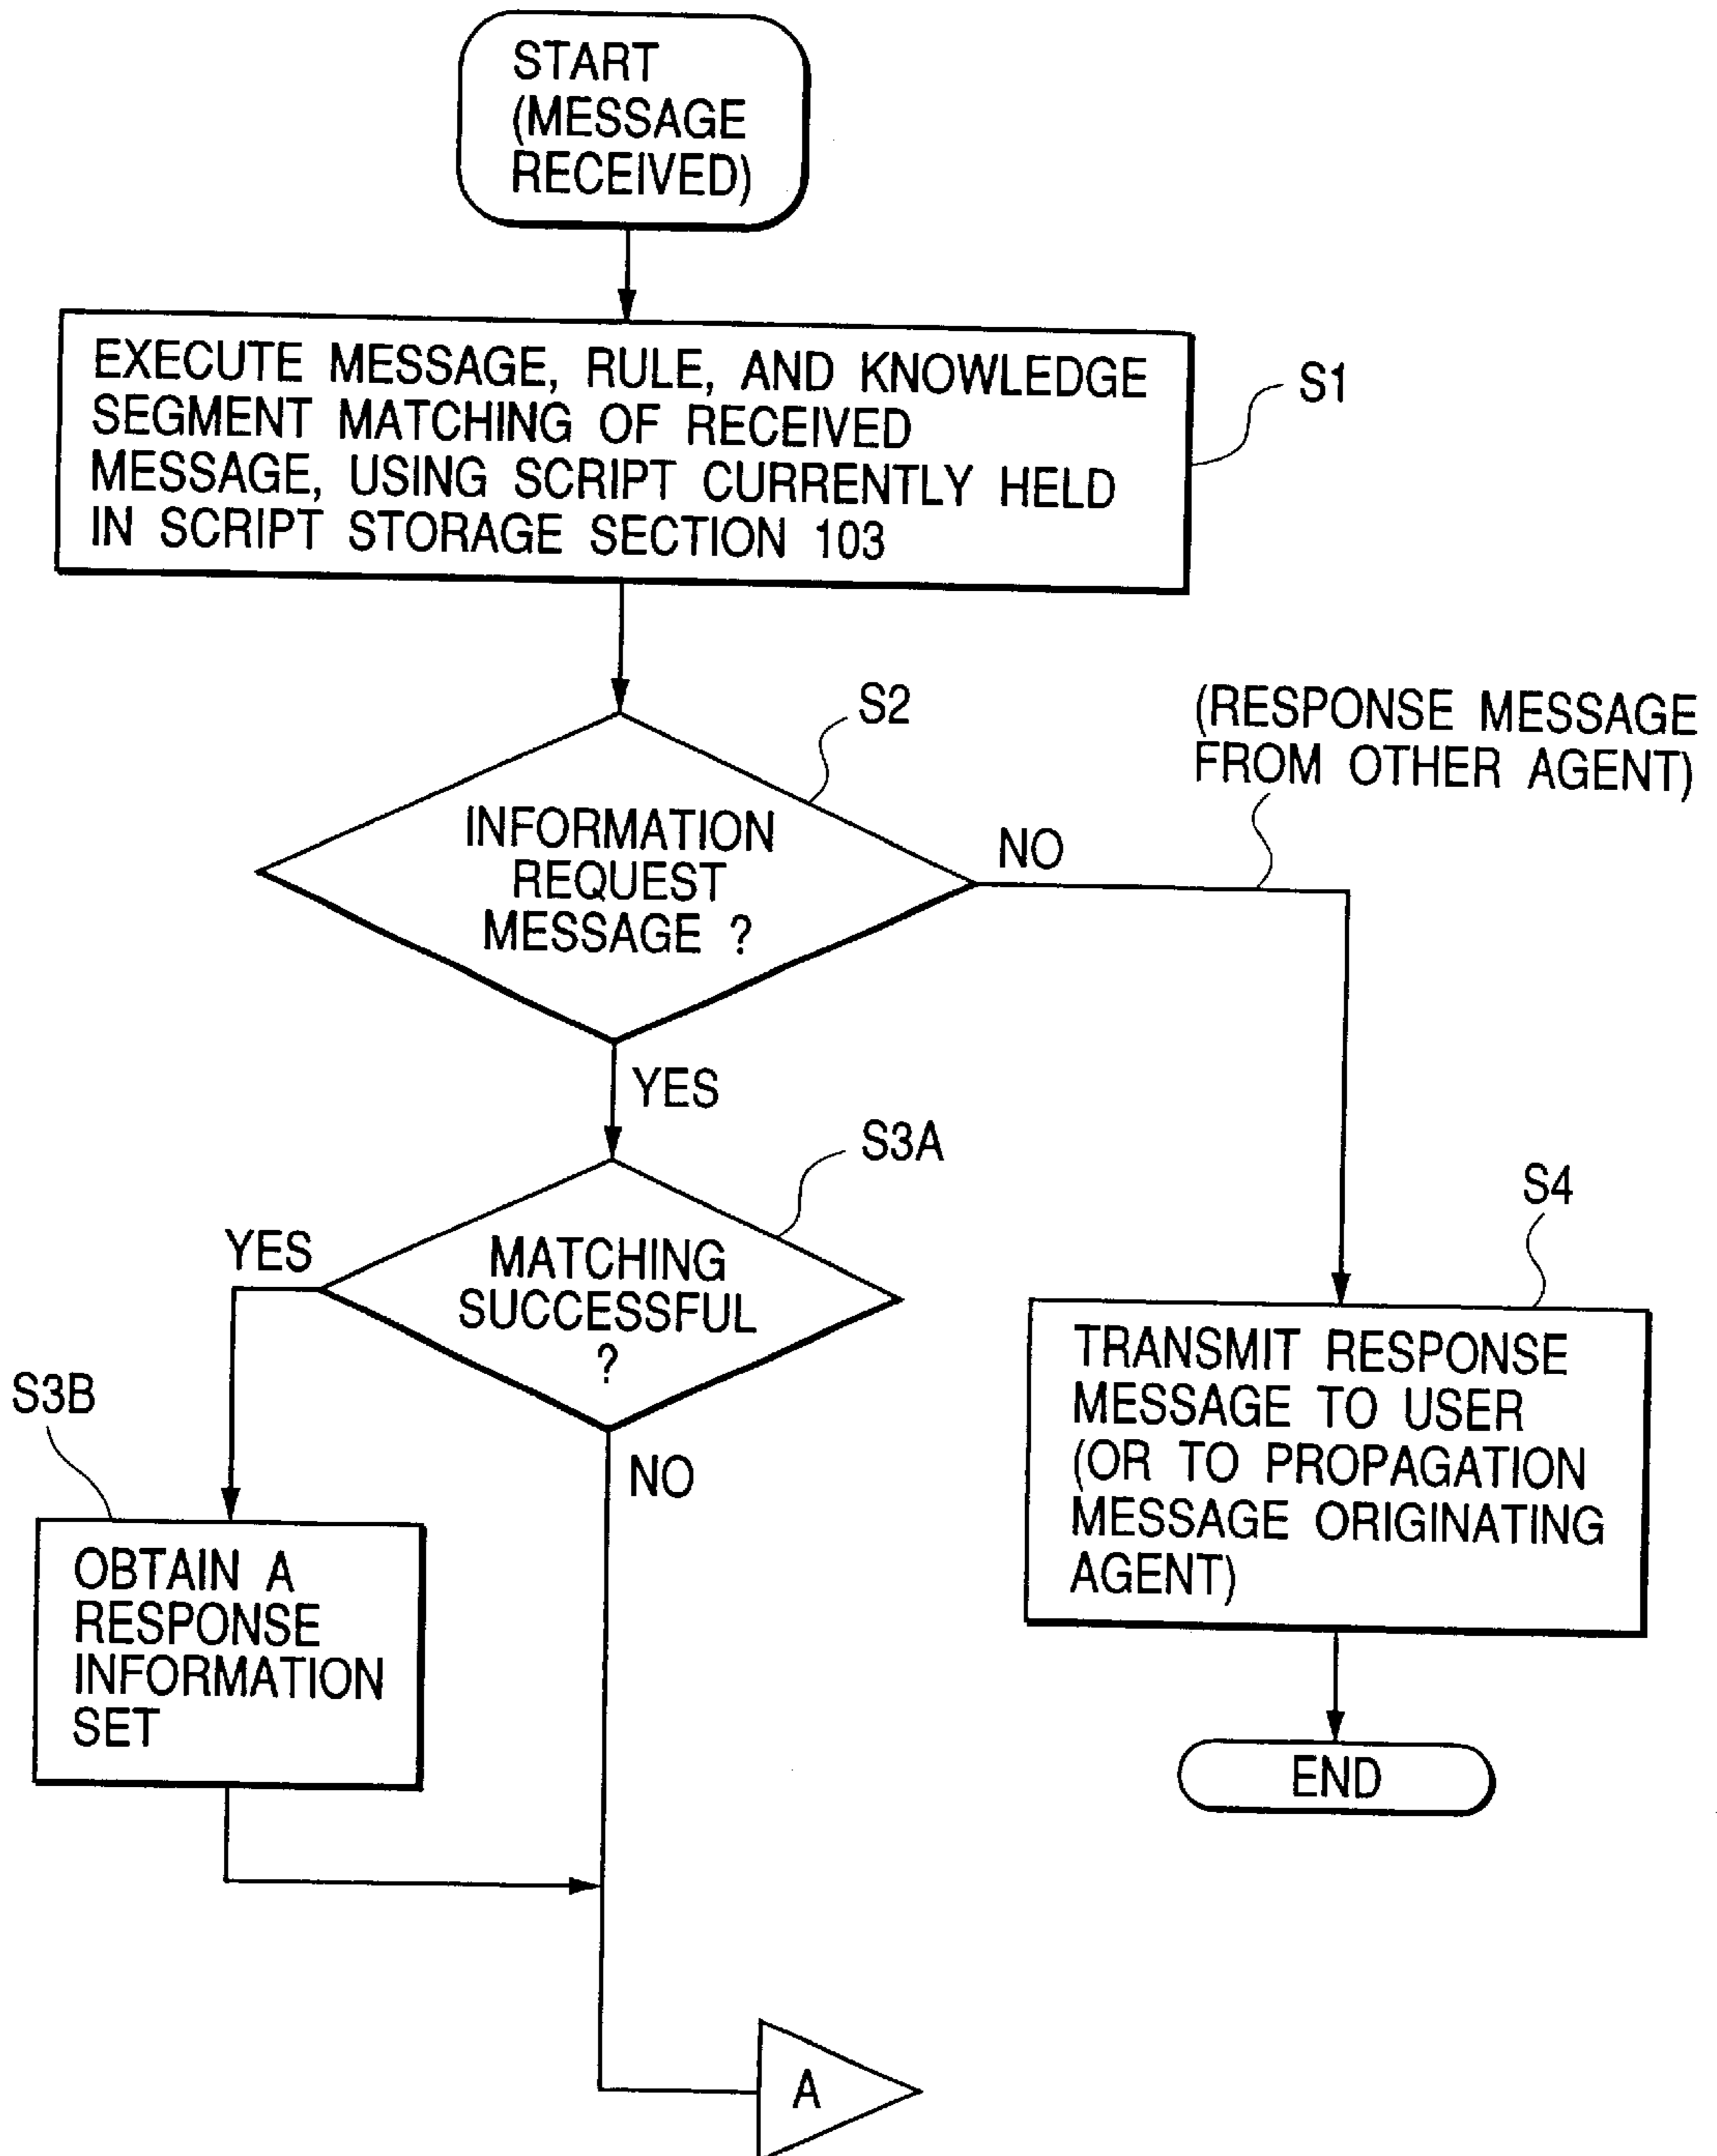 START
(MESSAGE
RECEIVED)
EXECUTE MESSAGE, RULE, AND KNOWLEDGE
SEGMENT MATCHING OF RECEIVED
MESSAGE, USING SCRIPT CURRENTLY HELD
IN SCRIPT STORAGE SECTION 103
S1
S2
(RESPONSE MESSAGE
FROM OTHER AGENT)
INFORMATION
REQUEST
MESSAGE ?
NO
YES
S3A
S4
YES
MATCHING
SUCCESSFUL
?
TRANSMIT RESPONSE
MESSAGE TO USER
(OR TO PROPAGATION
MESSAGE ORIGINATING
AGENT)
S3B
NO
OBTAIN A
RESPONSE
INFORMATION
SET
END
A